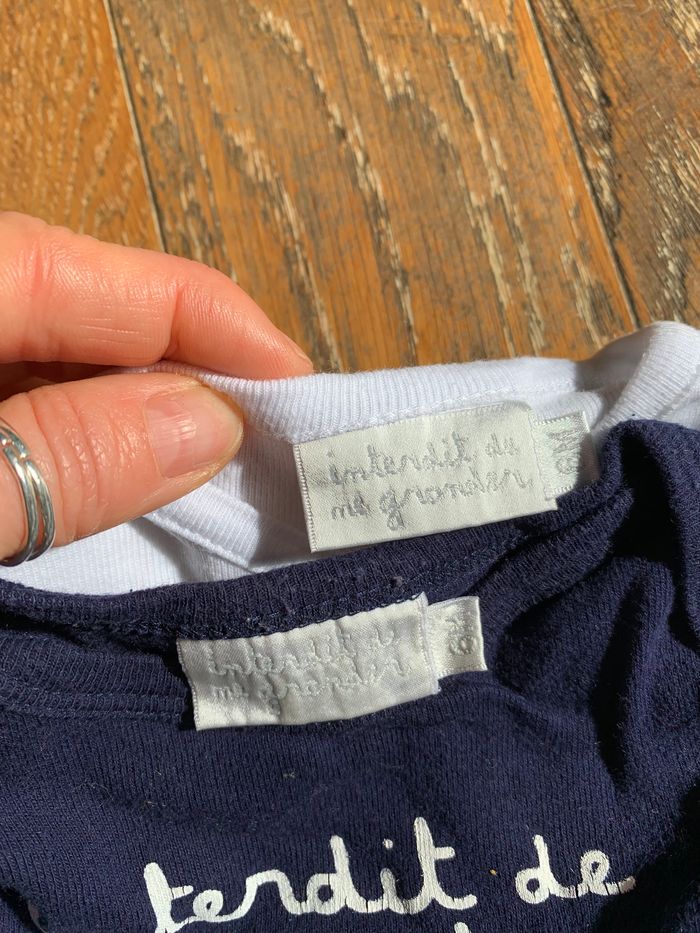 interdit de
me gronder
6M
interdit de
me gronder
6M
terdit de